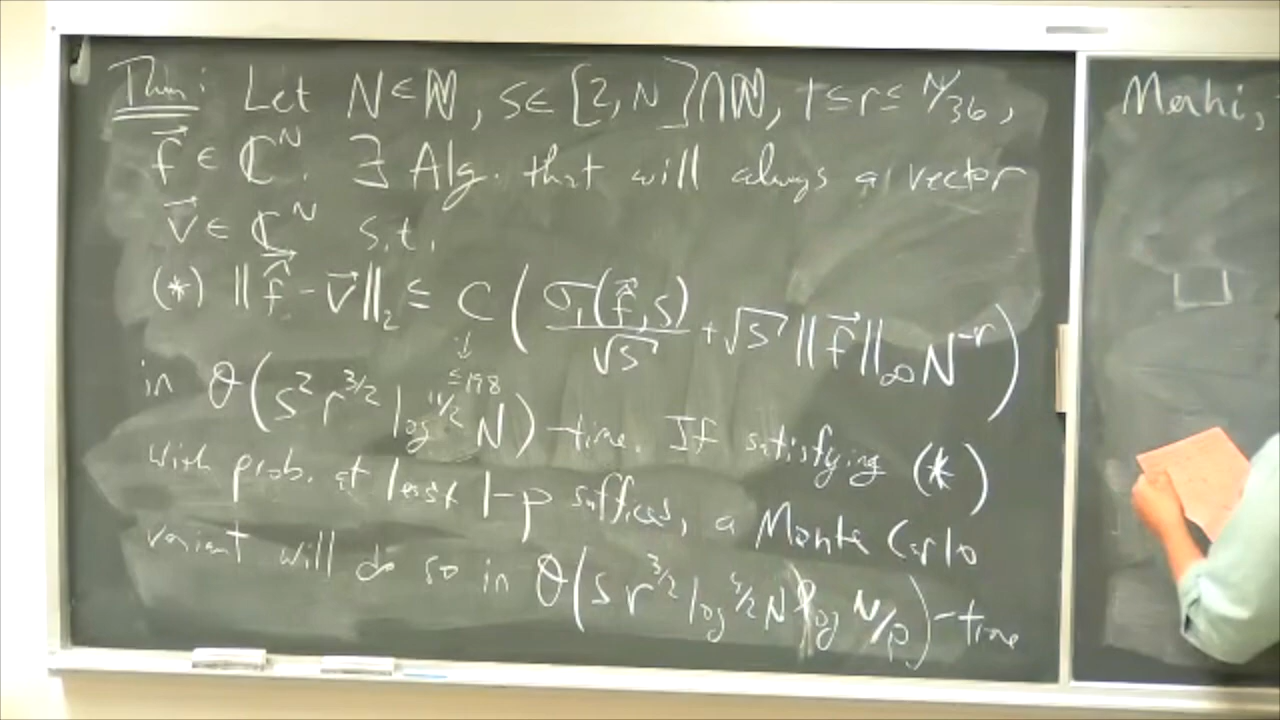 Thm: Let N ∈ ℕ, s ∈ [2, N] ∩ ℕ, 1 ≤ r ≤ N/36,
f⃗ ∈ ℂ^N. ∃ Alg. that will always a vector
v⃗ ∈ ℂ^N s.t.
(*) ‖f̂⃗ - v⃗‖₂ ≤ C ( σ₁(f̂⃗, s)/√s + √s ‖f⃗‖_∞ N^{-r} )
↓ ≤ 198
in O(s² r^{3/2} log^{11/2} N)-time. If satisfying (*)
with prob. at least 1-p suffices, a Monte Carlo
variant will do so in O(s r^{3/2} log^{9/2} N log N/p)-time
Merhi,